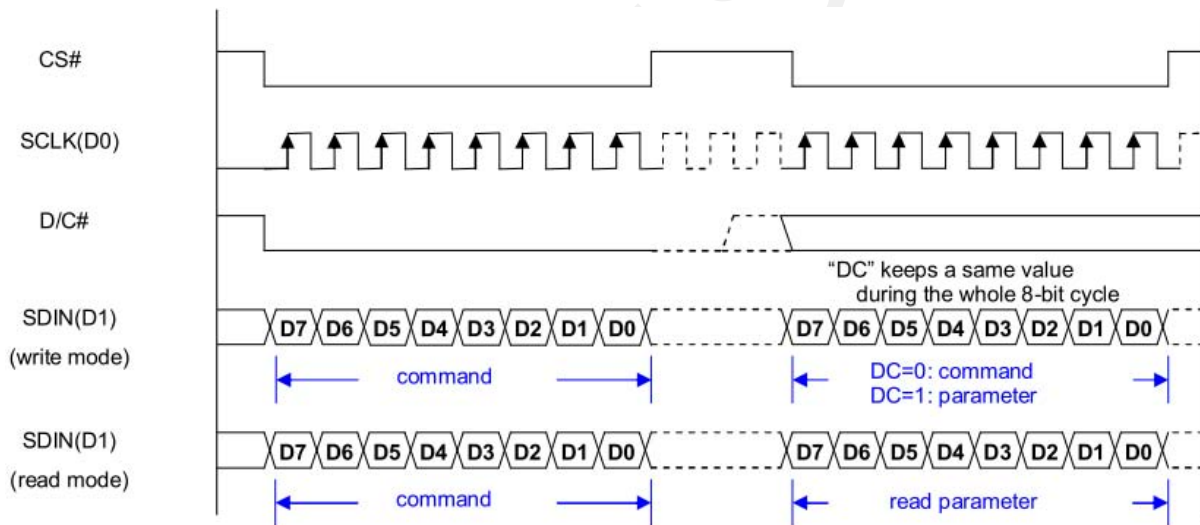 CS#
SCLK(D0)
D/C#
“DC” keeps a same value
during the whole 8-bit cycle
SDIN(D1)
(write mode)
D7 D6 D5 D4 D3 D2 D1 D0 D7 D6 D5 D4 D3 D2 D1 D0
command
DC=0: command
DC=1: parameter
SDIN(D1)
(read mode)
D7 D6 D5 D4 D3 D2 D1 D0 D7 D6 D5 D4 D3 D2 D1 D0
command
read parameter